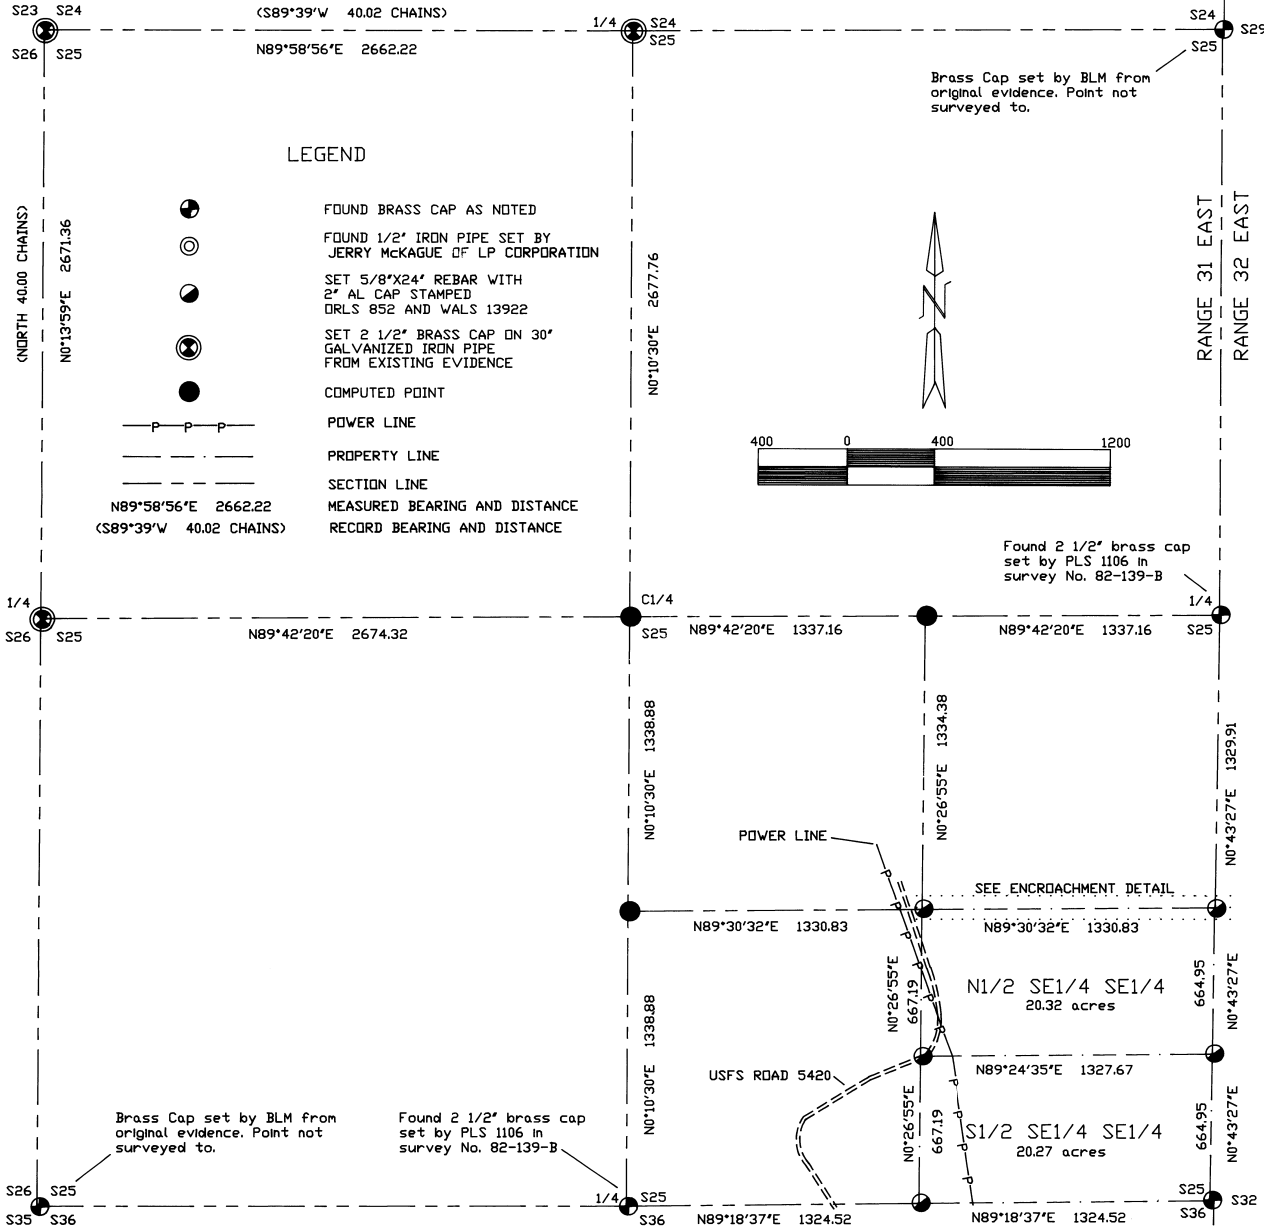 S23 S24
(S89°39'W 40.02 CHAINS)
1/4 S24
S24
S29
S26 S25
N89°58'56"E 2662.22
S25
S25
Brass Cap set by BLM from
original evidence. Point not
surveyed to.
LEGEND
FOUND BRASS CAP AS NOTED
FOUND 1/2" IRON PIPE SET BY
JERRY McKAGUE OF LP CORPORATION
SET 5/8"X24" REBAR WITH
2" AL CAP STAMPED
ORLS 852 AND WALS 13922
SET 2 1/2" BRASS CAP ON 30"
GALVANIZED IRON PIPE
FROM EXISTING EVIDENCE
COMPUTED POINT
P P P
POWER LINE
PROPERTY LINE
SECTION LINE
N89°58'56"E 2662.22
MEASURED BEARING AND DISTANCE
(S89°39'W 40.02 CHAINS)
RECORD BEARING AND DISTANCE
(NORTH 40.00 CHAINS)
N0°13'59"E 2671.36
N0°10'30"E 2677.76
N
RANGE 31 EAST
RANGE 32 EAST
400 0 400 1200
Found 2 1/2" brass cap
set by PLS 1106 in
survey No. 82-139-B
1/4
S26 S25
N89°42'20"E 2674.32
C1/4
S25
N89°42'20"E 1337.16
N89°42'20"E 1337.16
1/4
S25
N0°10'30"E 1338.88
N0°26'55"E 1334.38
N0°43'27"E 1329.91
POWER LINE
P
P
P
P
P
P
P
P
P
P
SEE ENCROACHMENT DETAIL
N89°30'32"E 1330.83
N89°30'32"E 1330.83
N0°26'55"E
667.19
N1/2 SE1/4 SE1/4
20.32 acres
664.95
N0°43'27"E
N0°10'30"E 1338.88
USFS ROAD 5420
N89°24'35"E 1327.67
N0°26'55"E
667.19
S1/2 SE1/4 SE1/4
20.27 acres
664.95
N0°43'27"E
Brass Cap set by BLM from
original evidence. Point not
surveyed to.
Found 2 1/2" brass cap
set by PLS 1106 in
survey No. 82-139-B
S26 S25
S35 S36
1/4 S25
S36
N89°18'37"E 1324.52
N89°18'37"E 1324.52
S25
S36
S32